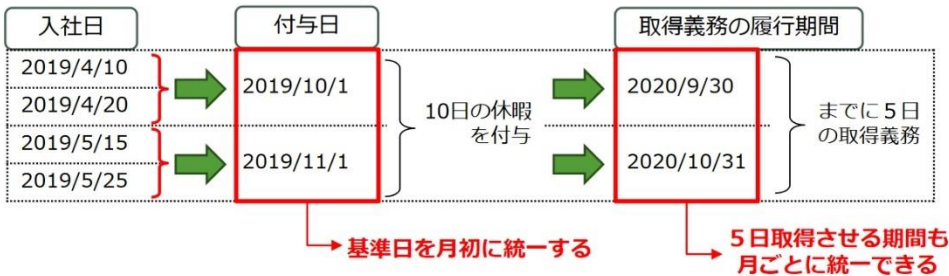 入社日
付与日
取得義務の履行期間
2019/4/10
2019/4/20
2019/5/15
2019/5/25
2019/10/1
2019/11/1
10日の休暇
を付与
2020/9/30
2020/10/31
までに５日
の取得義務
基準日を月初に統一する
５日取得させる期間も
月ごとに統一できる